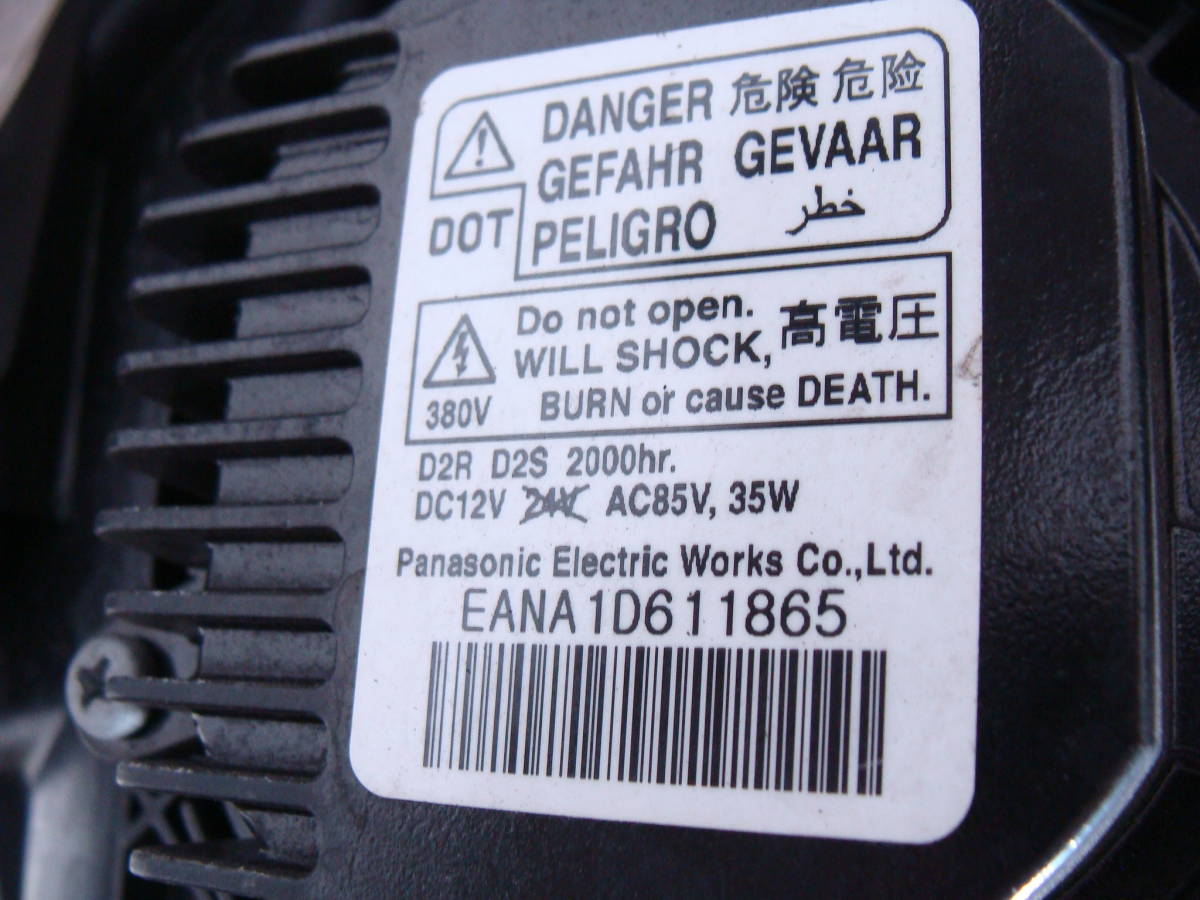 DANGER 危険 危险
GEFAHR GEVAAR
DOT PELIGRO خطر
Do not open.
WILL SHOCK, 高電圧
380V BURN or cause DEATH.
D2R D2S 2000hr.
DC12V 24V AC85V, 35W
Panasonic Electric Works Co.,Ltd.
EANA1D611865